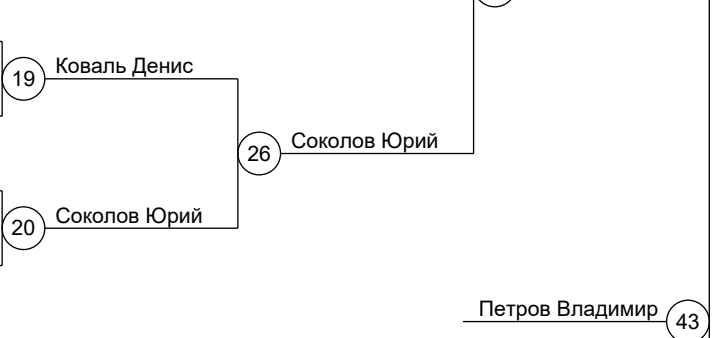 19 Коваль Денис
26 Соколов Юрий
20 Соколов Юрий
Петров Владимир 43